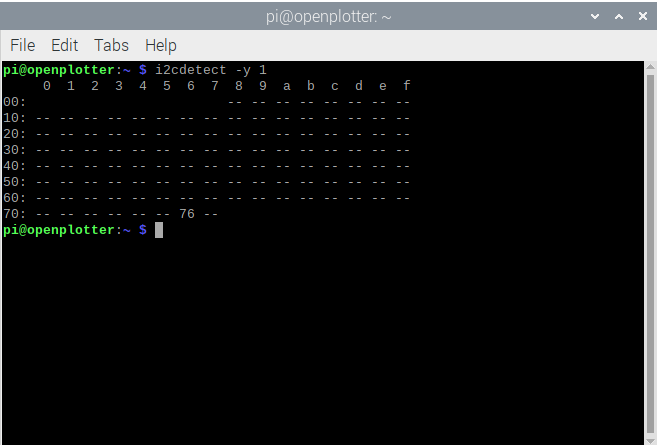 pi@openplotter: ~
File Edit Tabs Help
pi@openplotter:~ $ i2cdetect -y 1
     0  1  2  3  4  5  6  7  8  9  a  b  c  d  e  f
00:                         -- -- -- -- -- -- -- --
10: -- -- -- -- -- -- -- -- -- -- -- -- -- -- -- --
20: -- -- -- -- -- -- -- -- -- -- -- -- -- -- -- --
30: -- -- -- -- -- -- -- -- -- -- -- -- -- -- -- --
40: -- -- -- -- -- -- -- -- -- -- -- -- -- -- -- --
50: -- -- -- -- -- -- -- -- -- -- -- -- -- -- -- --
60: -- -- -- -- -- -- -- -- -- -- -- -- -- -- -- --
70: -- -- -- -- -- -- 76 --
pi@openplotter:~ $